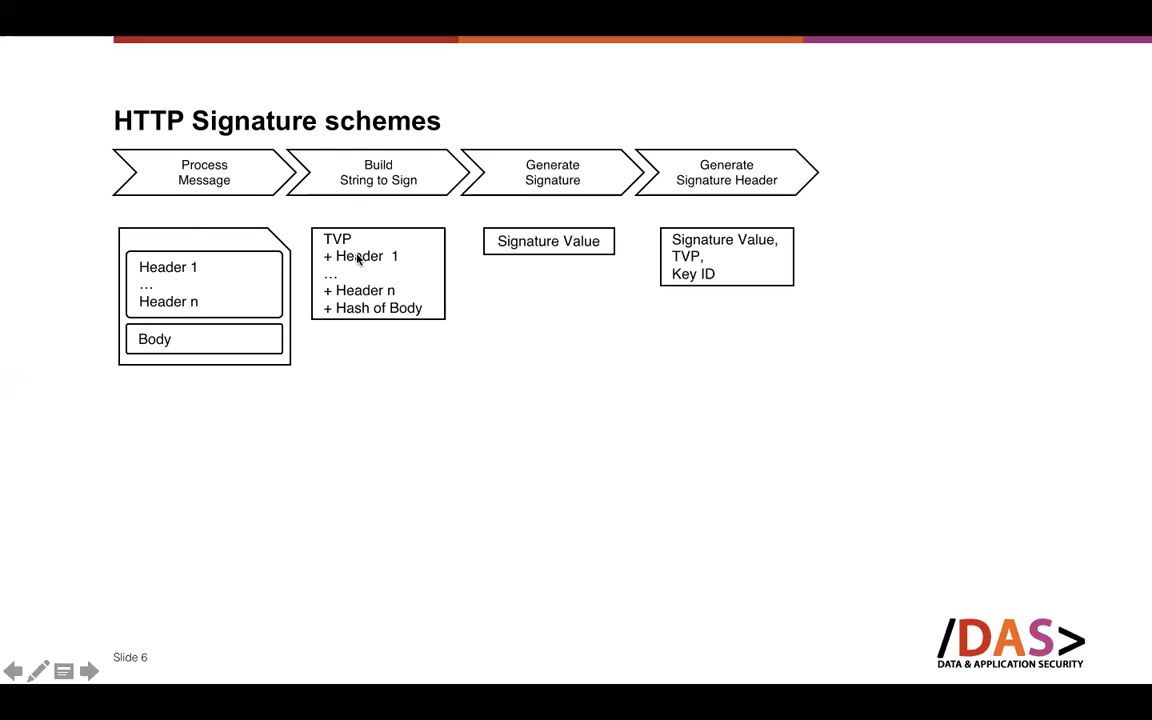 HTTP Signature schemes
Process
Message
Build
String to Sign
Generate
Signature
Generate
Signature Header
Header 1
...
Header n
Body
TVP
+ Header 1
...
+ Header n
+ Hash of Body
Signature Value
Signature Value,
TVP,
Key ID
Slide 6
/DAS>
DATA & APPLICATION SECURITY